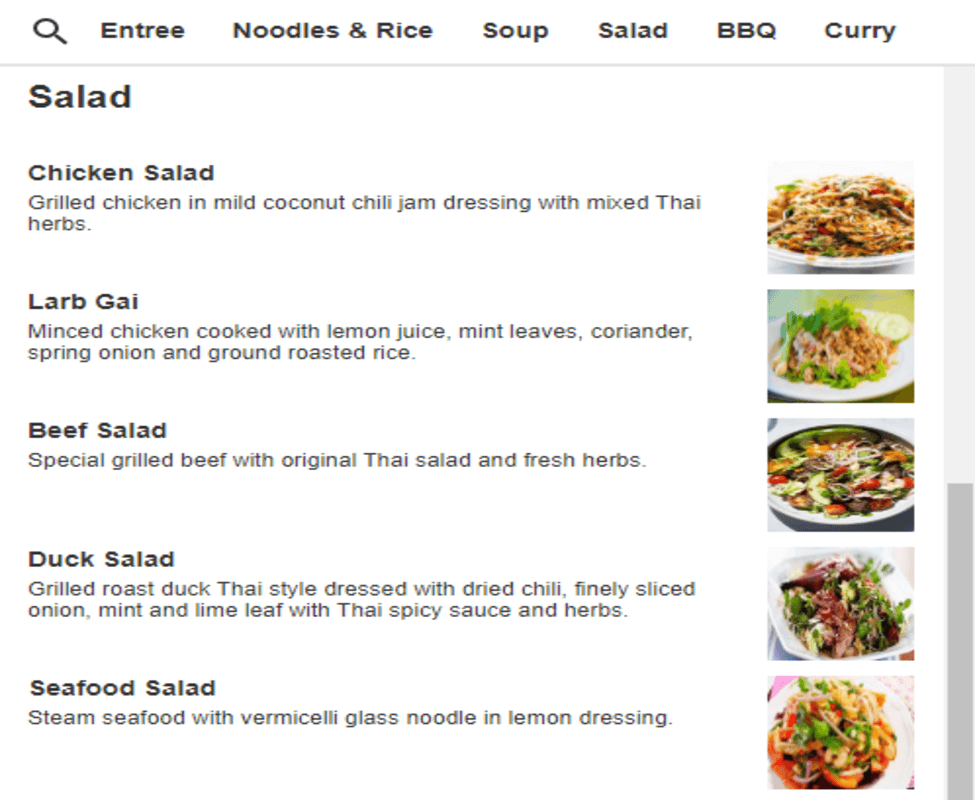 Entree Noodles & Rice Soup Salad BBQ Curry
Salad
Chicken Salad
Grilled chicken in mild coconut chili jam dressing with mixed Thai
herbs.
Larb Gai
Minced chicken cooked with lemon juice, mint leaves, coriander,
spring onion and ground roasted rice.
Beef Salad
Special grilled beef with original Thai salad and fresh herbs.
Duck Salad
Grilled roast duck Thai style dressed with dried chili, finely sliced
onion, mint and lime leaf with Thai spicy sauce and herbs.
Seafood Salad
Steam seafood with vermicelli glass noodle in lemon dressing.